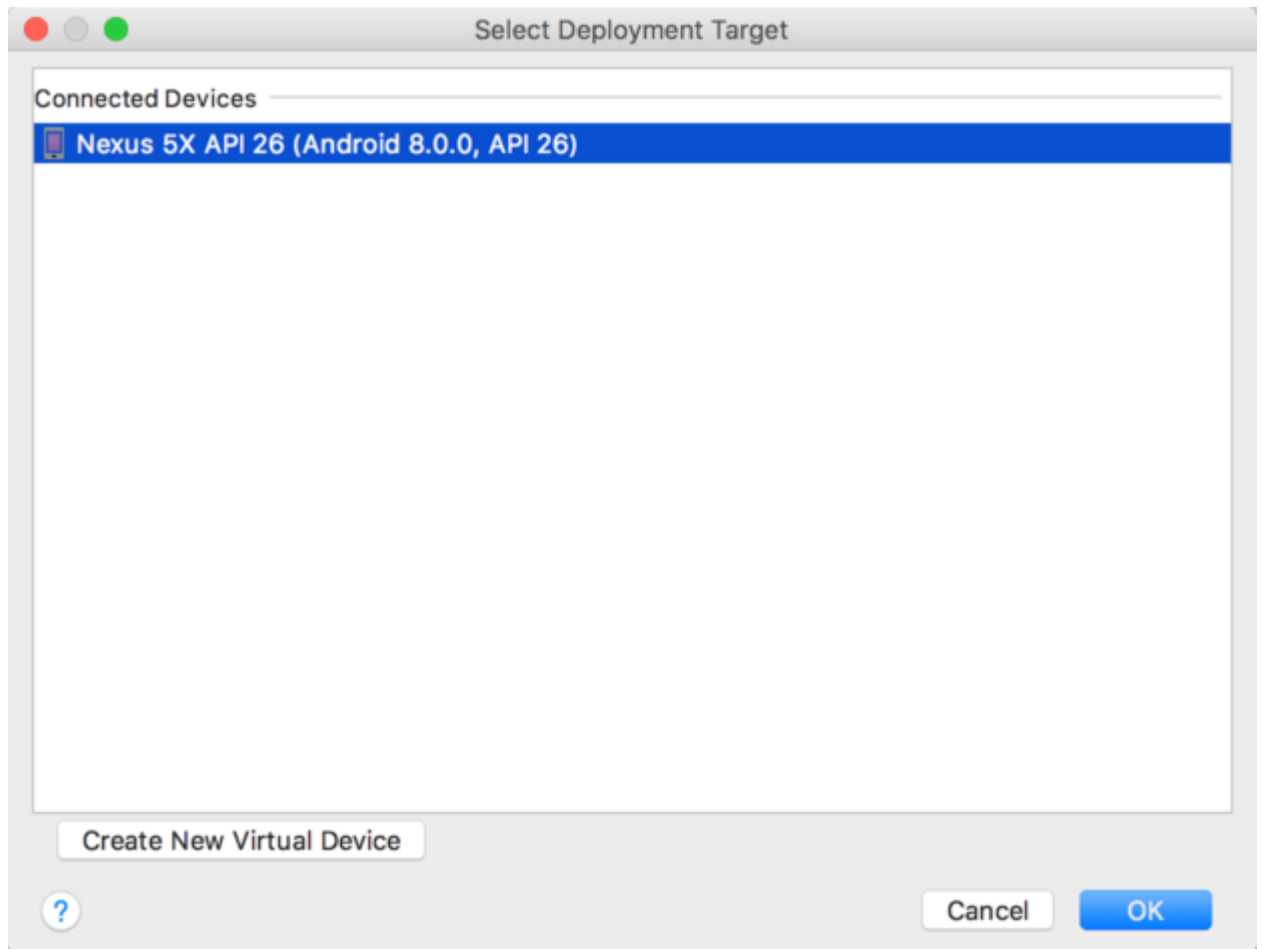 Select Deployment Target
Connected Devices
Nexus 5X API 26 (Android 8.0.0, API 26)
Create New Virtual Device
?
Cancel
OK